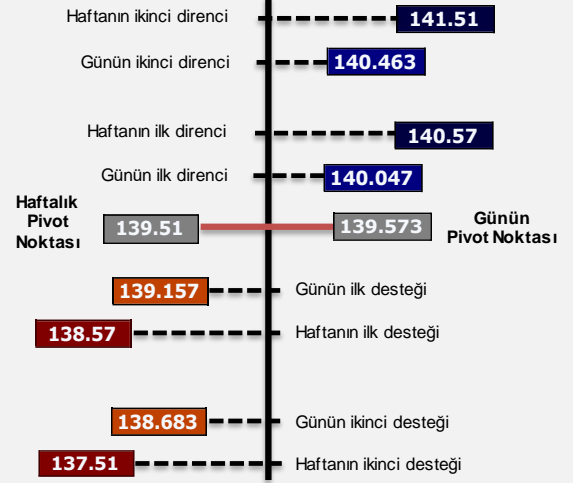 Haftanın ikinci direnci
141.51
Günün ikinci direnci
140.463
Haftanın ilk direnci
140.57
Günün ilk direnci
140.047
Haftalık
Pivot
Noktası
139.51
139.573
Günün
Pivot Noktası
139.157
Günün ilk desteği
138.57
Haftanın ilk desteği
138.683
Günün ikinci desteği
137.51
Haftanın ikinci desteği